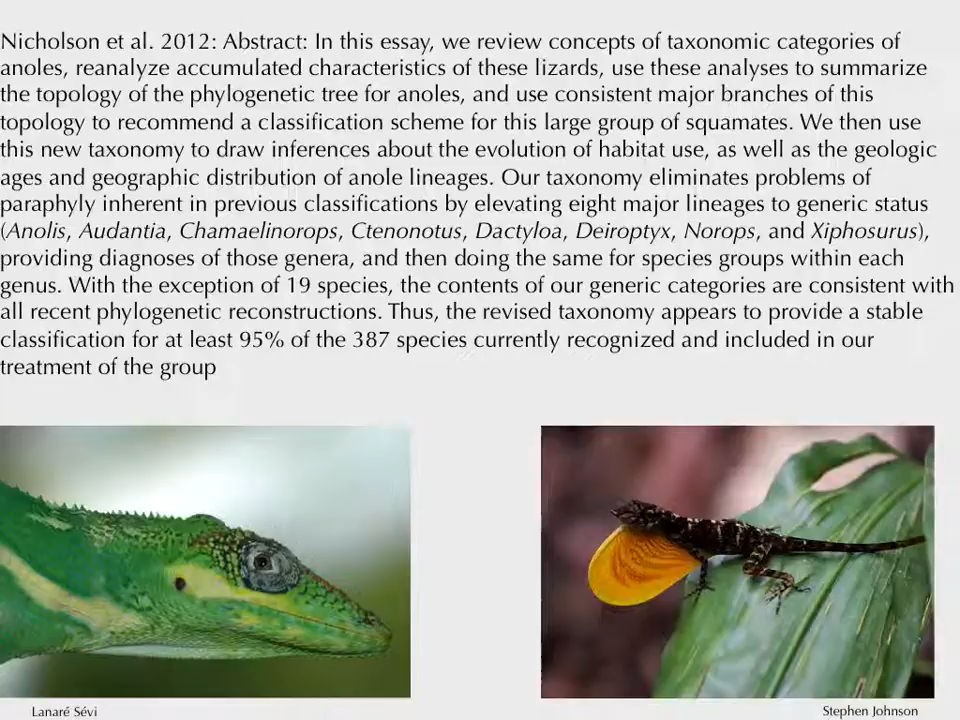 Nicholson et al. 2012: Abstract: In this essay, we review concepts of taxonomic categories of
anoles, reanalyze accumulated characteristics of these lizards, use these analyses to summarize
the topology of the phylogenetic tree for anoles, and use consistent major branches of this
topology to recommend a classification scheme for this large group of squamates. We then use
this new taxonomy to draw inferences about the evolution of habitat use, as well as the geologic
ages and geographic distribution of anole lineages. Our taxonomy eliminates problems of
paraphyly inherent in previous classifications by elevating eight major lineages to generic status
(Anolis, Audantia, Chamaelinorops, Ctenonotus, Dactyloa, Deiroptyx, Norops, and Xiphosurus),
providing diagnoses of those genera, and then doing the same for species groups within each
genus. With the exception of 19 species, the contents of our generic categories are consistent with
all recent phylogenetic reconstructions. Thus, the revised taxonomy appears to provide a stable
classification for at least 95% of the 387 species currently recognized and included in our
treatment of the group
Lanaré Sévi
Stephen Johnson